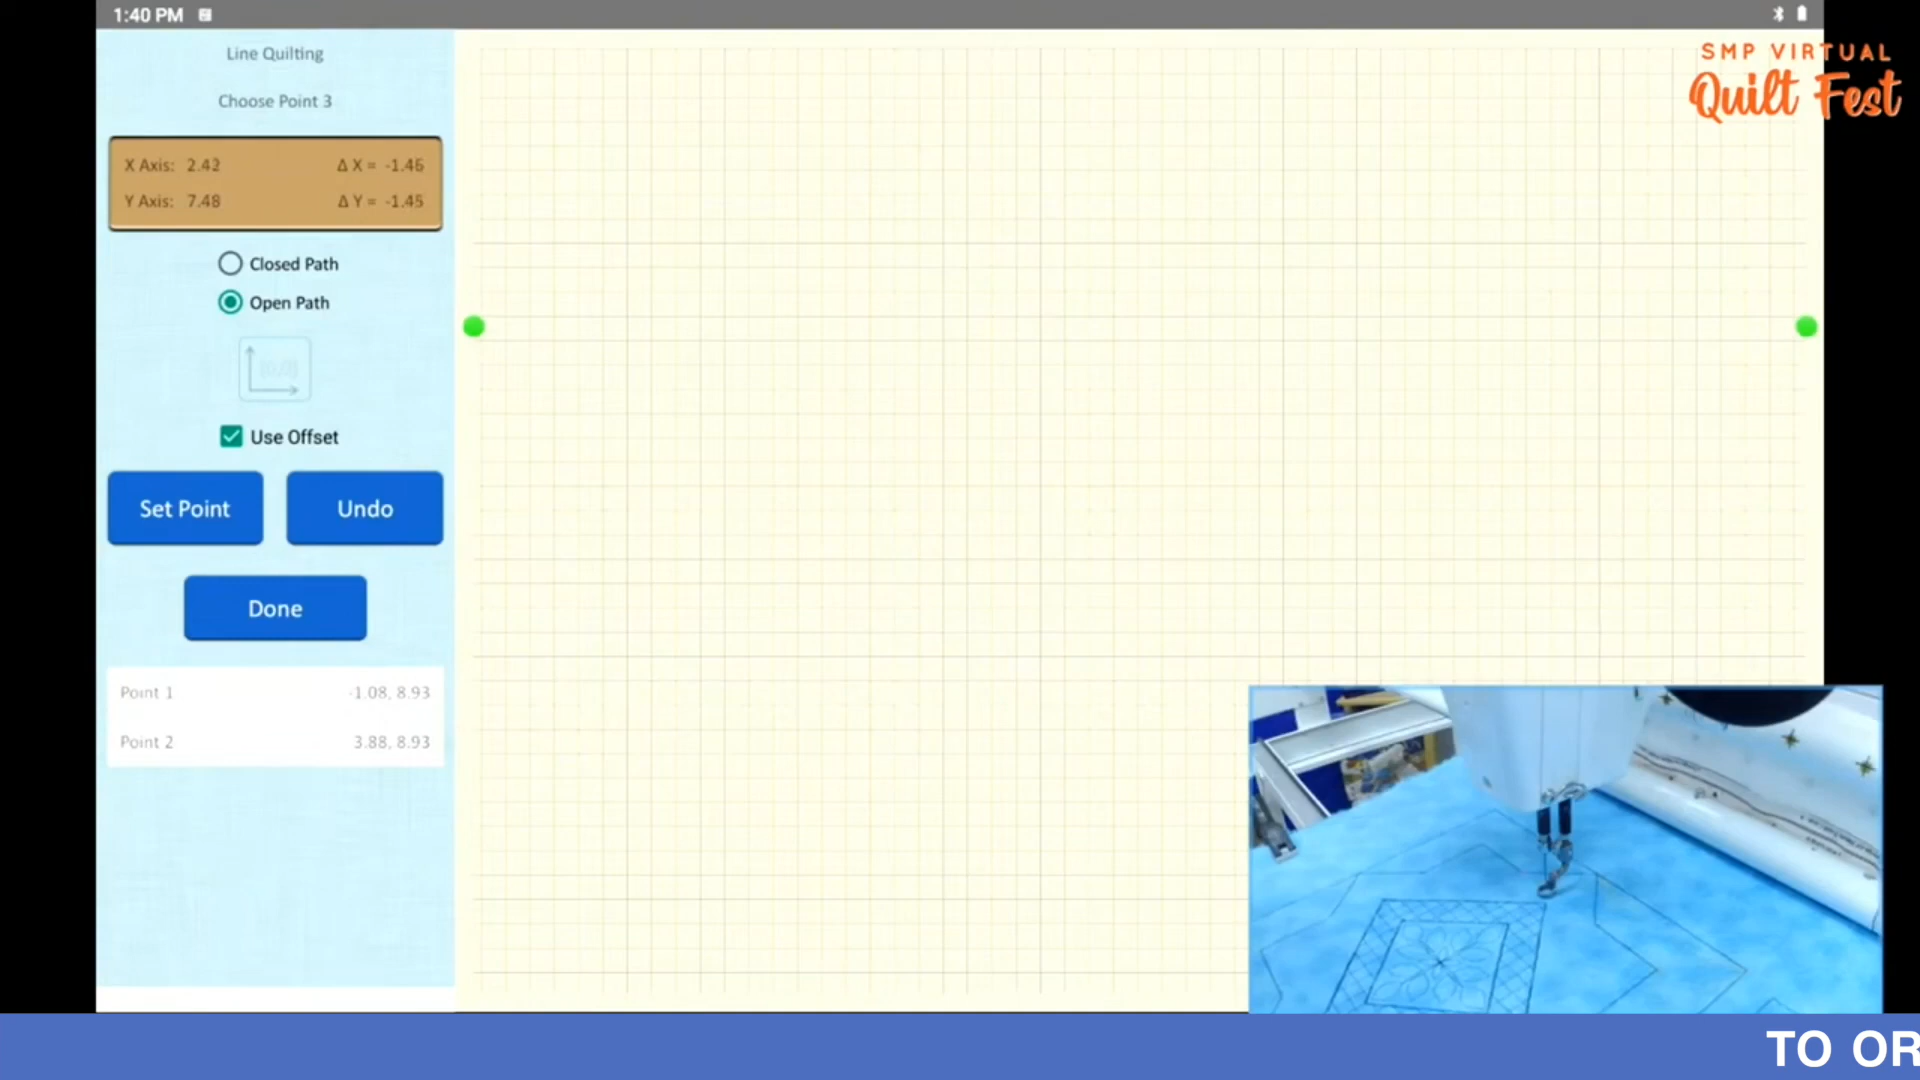 1:40 PM
SMP VIRTUAL
Quilt Fest
Line Quilting
Choose Point 3
X Axis: 2.42 Δ X = -1.46
Y Axis: 7.48 Δ Y = -1.45
Closed Path
Open Path
Use Offset
Set Point Undo
Done
Point 1 -1.08, 8.93
Point 2 3.88, 8.93
TO OR